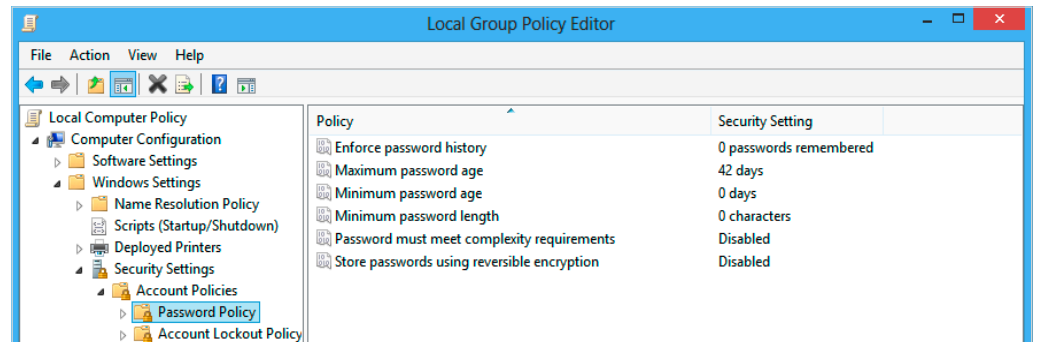 Local Group Policy Editor
File Action View Help
Local Computer Policy
Computer Configuration
Software Settings
Windows Settings
Name Resolution Policy
Scripts (Startup/Shutdown)
Deployed Printers
Security Settings
Account Policies
Password Policy
Account Lockout Policy
Policy Security Setting
Enforce password history 0 passwords remembered
Maximum password age 42 days
Minimum password age 0 days
Minimum password length 0 characters
Password must meet complexity requirements Disabled
Store passwords using reversible encryption Disabled